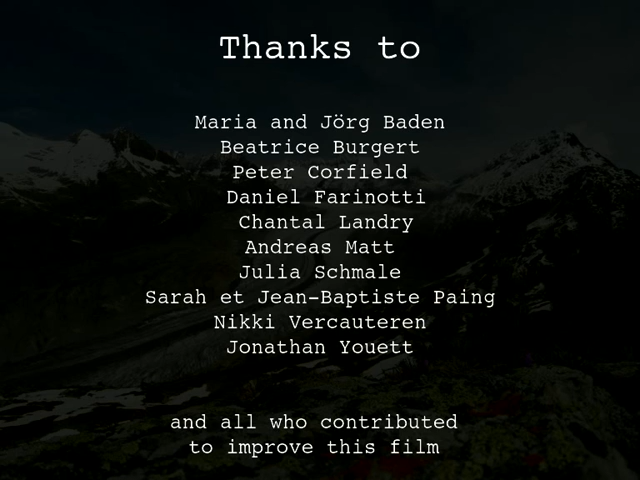 Thanks to
Maria and Jörg Baden
Beatrice Burgert
Peter Corfield
Daniel Farinotti
Chantal Landry
Andreas Matt
Julia Schmale
Sarah et Jean-Baptiste Paing
Nikki Vercauteren
Jonathan Youett
and all who contributed
to improve this film